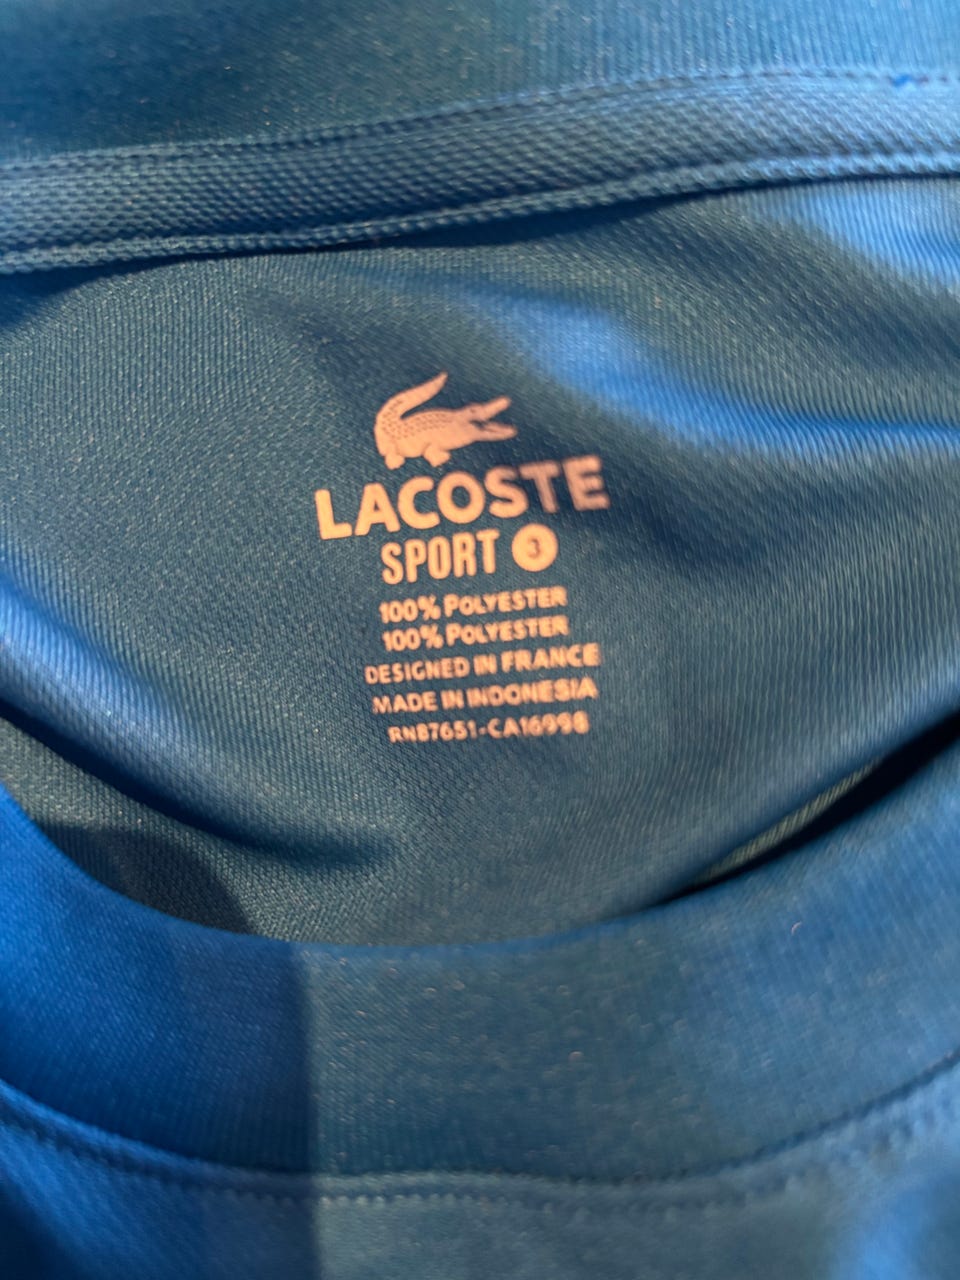 LACOSTE
SPORT 3
100% POLYESTER
100% POLYESTER
DESIGNED IN FRANCE
MADE IN INDONESIA
RN87651-CA16998